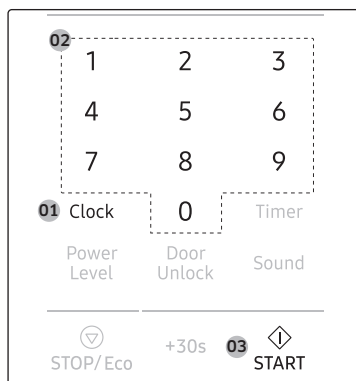 02
1 2 3
4 5 6
7 8 9
01 Clock 0 Timer
Power Door
Level Unlock Sound
+30s 03
STOP/Eco START